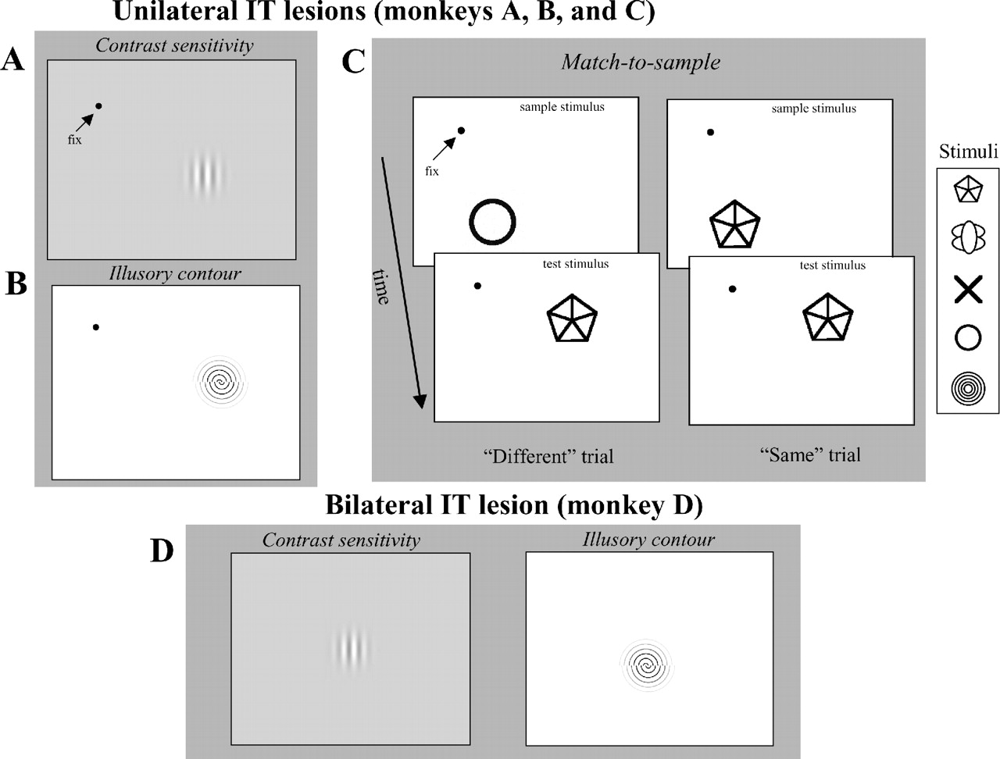 Unilateral IT lesions (monkeys A, B, and C)
A
Contrast sensitivity
fix
B
Illusory contour
C
Match-to-sample
sample stimulus
fix
sample stimulus
time
test stimulus
test stimulus
“Different” trial
“Same” trial
Stimuli
Bilateral IT lesion (monkey D)
D
Contrast sensitivity
Illusory contour